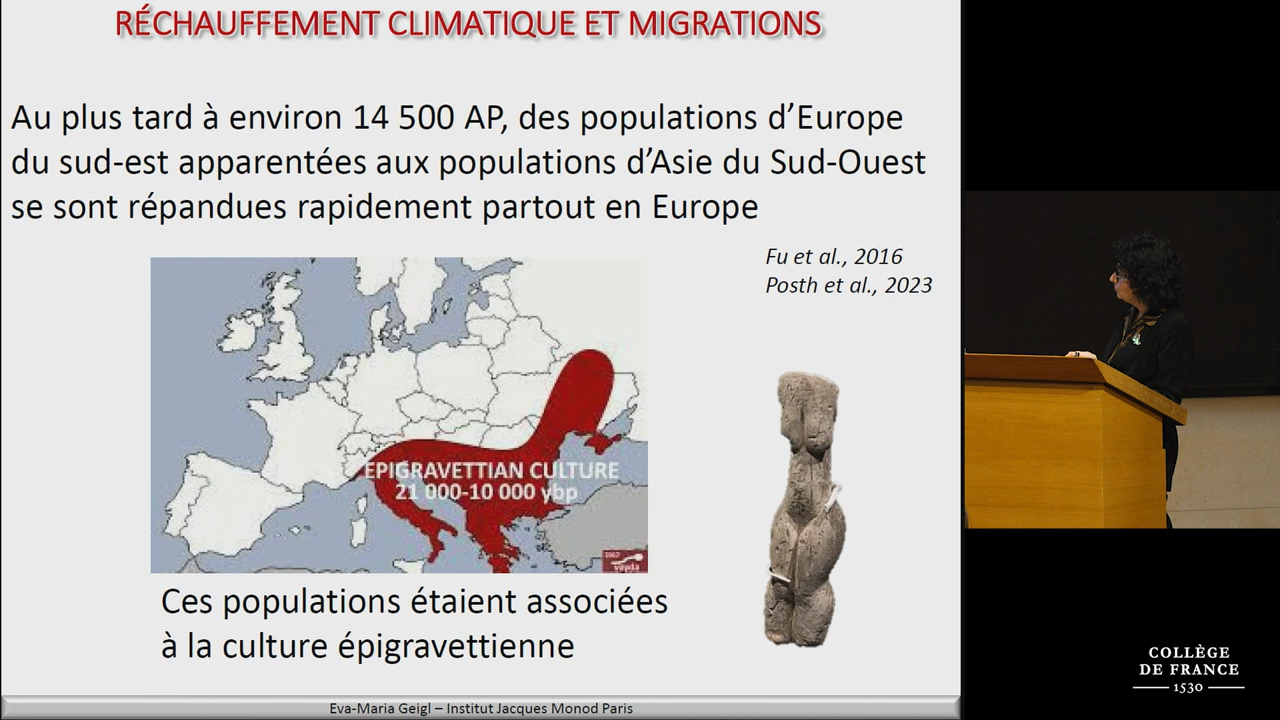 RÉCHAUFFEMENT CLIMATIQUE ET MIGRATIONS
Au plus tard à environ 14 500 AP, des populations d’Europe
du sud-est apparentées aux populations d’Asie du Sud-Ouest
se sont répandues rapidement partout en Europe
Fu et al., 2016
Posth et al., 2023
EPIGRAVETTIAN CULTURE
21 000-10 000 ybp
Ces populations étaient associées
à la culture épigravettienne
Eva-Maria Geigl – Institut Jacques Monod Paris
COLLÈGE
DE FRANCE
1530